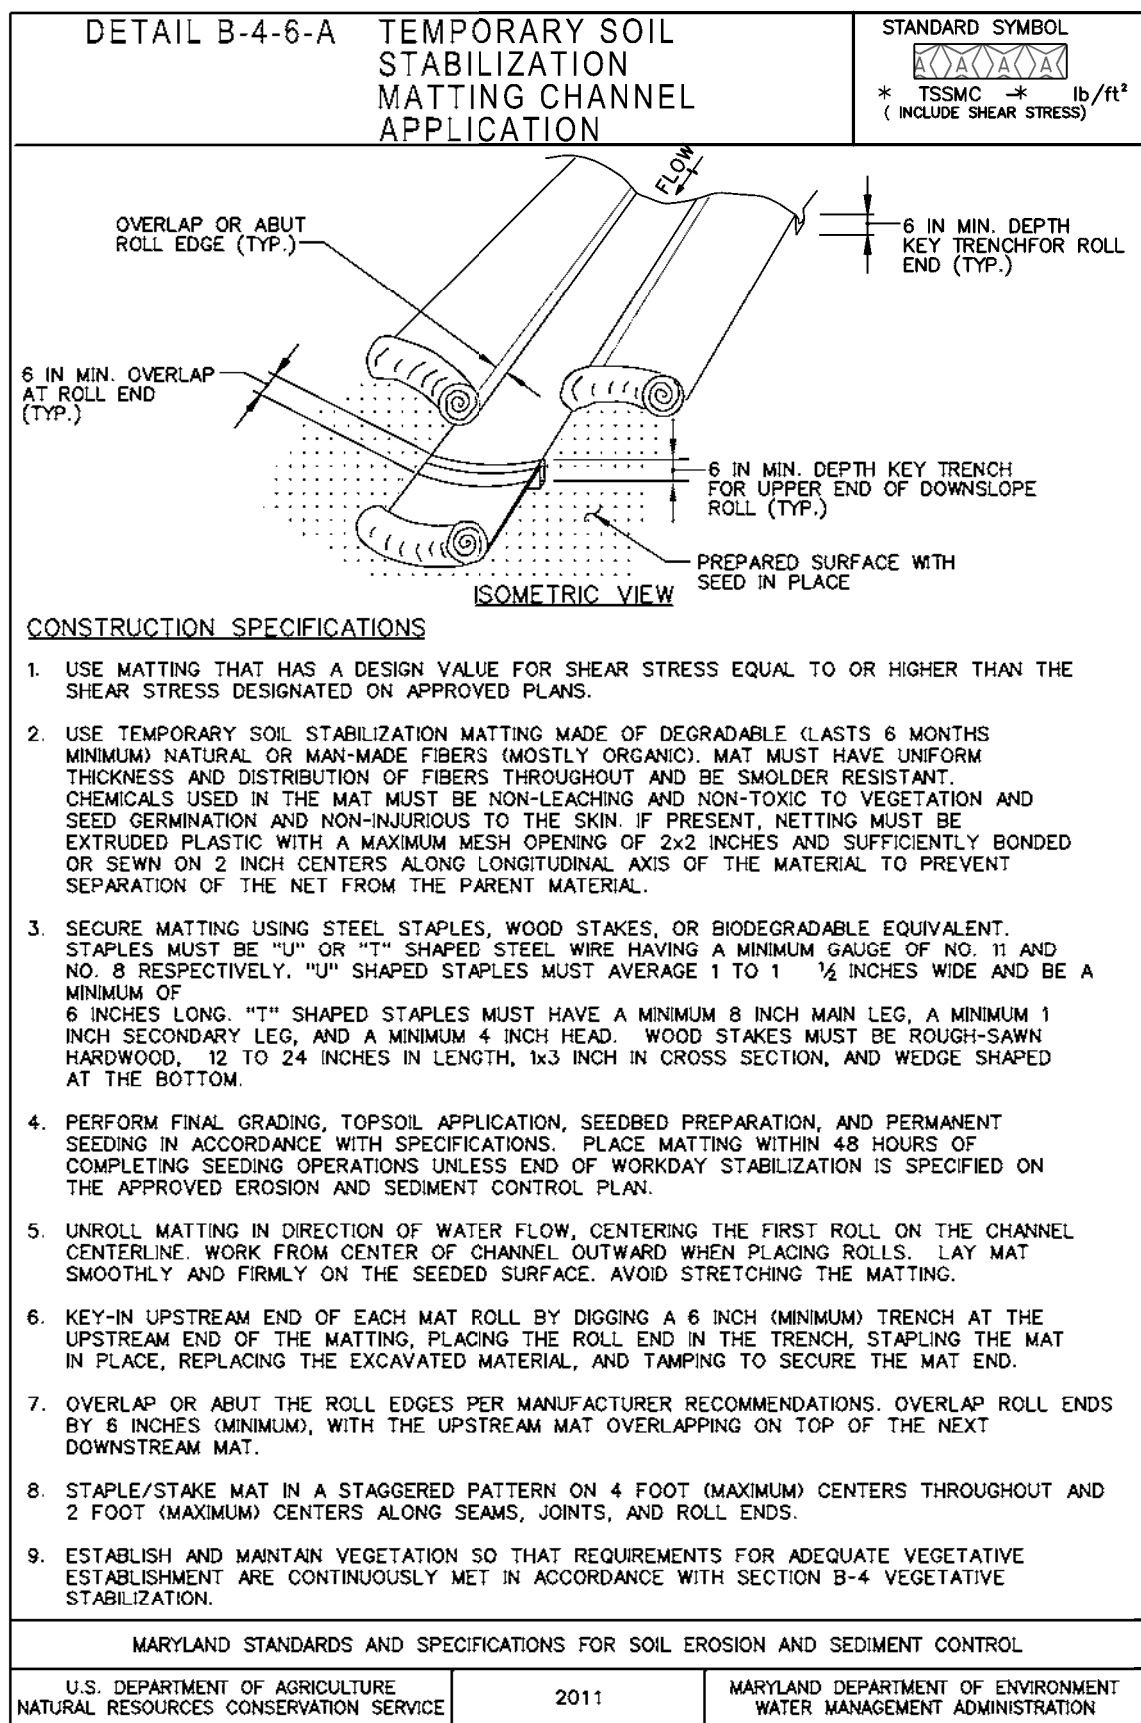 DETAIL B-4-6-A TEMPORARY SOIL
STABILIZATION
MATTING CHANNEL
APPLICATION
STANDARD SYMBOL
A A A A
* TSSMC -* lb/ft²
( INCLUDE SHEAR STRESS)
FLOW
OVERLAP OR ABUT
ROLL EDGE (TYP.)
6 IN MIN. DEPTH
KEY TRENCHFOR ROLL
END (TYP.)
6 IN MIN. OVERLAP
AT ROLL END
(TYP.)
6 IN MIN. DEPTH KEY TRENCH
FOR UPPER END OF DOWNSLOPE
ROLL (TYP.)
PREPARED SURFACE WITH
SEED IN PLACE
ISOMETRIC VIEW
CONSTRUCTION SPECIFICATIONS
1. USE MATTING THAT HAS A DESIGN VALUE FOR SHEAR STRESS EQUAL TO OR HIGHER THAN THE
SHEAR STRESS DESIGNATED ON APPROVED PLANS.
2. USE TEMPORARY SOIL STABILIZATION MATTING MADE OF DEGRADABLE (LASTS 6 MONTHS
MINIMUM) NATURAL OR MAN-MADE FIBERS (MOSTLY ORGANIC). MAT MUST HAVE UNIFORM
THICKNESS AND DISTRIBUTION OF FIBERS THROUGHOUT AND BE SMOLDER RESISTANT.
CHEMICALS USED IN THE MAT MUST BE NON-LEACHING AND NON-TOXIC TO VEGETATION AND
SEED GERMINATION AND NON-INJURIOUS TO THE SKIN. IF PRESENT, NETTING MUST BE
EXTRUDED PLASTIC WITH A MAXIMUM MESH OPENING OF 2x2 INCHES AND SUFFICIENTLY BONDED
OR SEWN ON 2 INCH CENTERS ALONG LONGITUDINAL AXIS OF THE MATERIAL TO PREVENT
SEPARATION OF THE NET FROM THE PARENT MATERIAL.
3. SECURE MATTING USING STEEL STAPLES, WOOD STAKES, OR BIODEGRADABLE EQUIVALENT.
STAPLES MUST BE "U" OR "T" SHAPED STEEL WIRE HAVING A MINIMUM GAUGE OF NO. 11 AND
NO. 8 RESPECTIVELY. "U" SHAPED STAPLES MUST AVERAGE 1 TO 1 ½ INCHES WIDE AND BE A
MINIMUM OF
6 INCHES LONG. "T" SHAPED STAPLES MUST HAVE A MINIMUM 8 INCH MAIN LEG, A MINIMUM 1
INCH SECONDARY LEG, AND A MINIMUM 4 INCH HEAD. WOOD STAKES MUST BE ROUGH-SAWN
HARDWOOD, 12 TO 24 INCHES IN LENGTH, 1x3 INCH IN CROSS SECTION, AND WEDGE SHAPED
AT THE BOTTOM.
4. PERFORM FINAL GRADING, TOPSOIL APPLICATION, SEEDBED PREPARATION, AND PERMANENT
SEEDING IN ACCORDANCE WITH SPECIFICATIONS. PLACE MATTING WITHIN 48 HOURS OF
COMPLETING SEEDING OPERATIONS UNLESS END OF WORKDAY STABILIZATION IS SPECIFIED ON
THE APPROVED EROSION AND SEDIMENT CONTROL PLAN.
5. UNROLL MATTING IN DIRECTION OF WATER FLOW, CENTERING THE FIRST ROLL ON THE CHANNEL
CENTERLINE. WORK FROM CENTER OF CHANNEL OUTWARD WHEN PLACING ROLLS. LAY MAT
SMOOTHLY AND FIRMLY ON THE SEEDED SURFACE. AVOID STRETCHING THE MATTING.
6. KEY-IN UPSTREAM END OF EACH MAT ROLL BY DIGGING A 6 INCH (MINIMUM) TRENCH AT THE
UPSTREAM END OF THE MATTING, PLACING THE ROLL END IN THE TRENCH, STAPLING THE MAT
IN PLACE, REPLACING THE EXCAVATED MATERIAL, AND TAMPING TO SECURE THE MAT END.
7. OVERLAP OR ABUT THE ROLL EDGES PER MANUFACTURER RECOMMENDATIONS. OVERLAP ROLL ENDS
BY 6 INCHES (MINIMUM), WITH THE UPSTREAM MAT OVERLAPPING ON TOP OF THE NEXT
DOWNSTREAM MAT.
8. STAPLE/STAKE MAT IN A STAGGERED PATTERN ON 4 FOOT (MAXIMUM) CENTERS THROUGHOUT AND
2 FOOT (MAXIMUM) CENTERS ALONG SEAMS, JOINTS, AND ROLL ENDS.
9. ESTABLISH AND MAINTAIN VEGETATION SO THAT REQUIREMENTS FOR ADEQUATE VEGETATIVE
ESTABLISHMENT ARE CONTINUOUSLY MET IN ACCORDANCE WITH SECTION B-4 VEGETATIVE
STABILIZATION.
MARYLAND STANDARDS AND SPECIFICATIONS FOR SOIL EROSION AND SEDIMENT CONTROL
U.S. DEPARTMENT OF AGRICULTURE
NATURAL RESOURCES CONSERVATION SERVICE
2011
MARYLAND DEPARTMENT OF ENVIRONMENT
WATER MANAGEMENT ADMINISTRATION